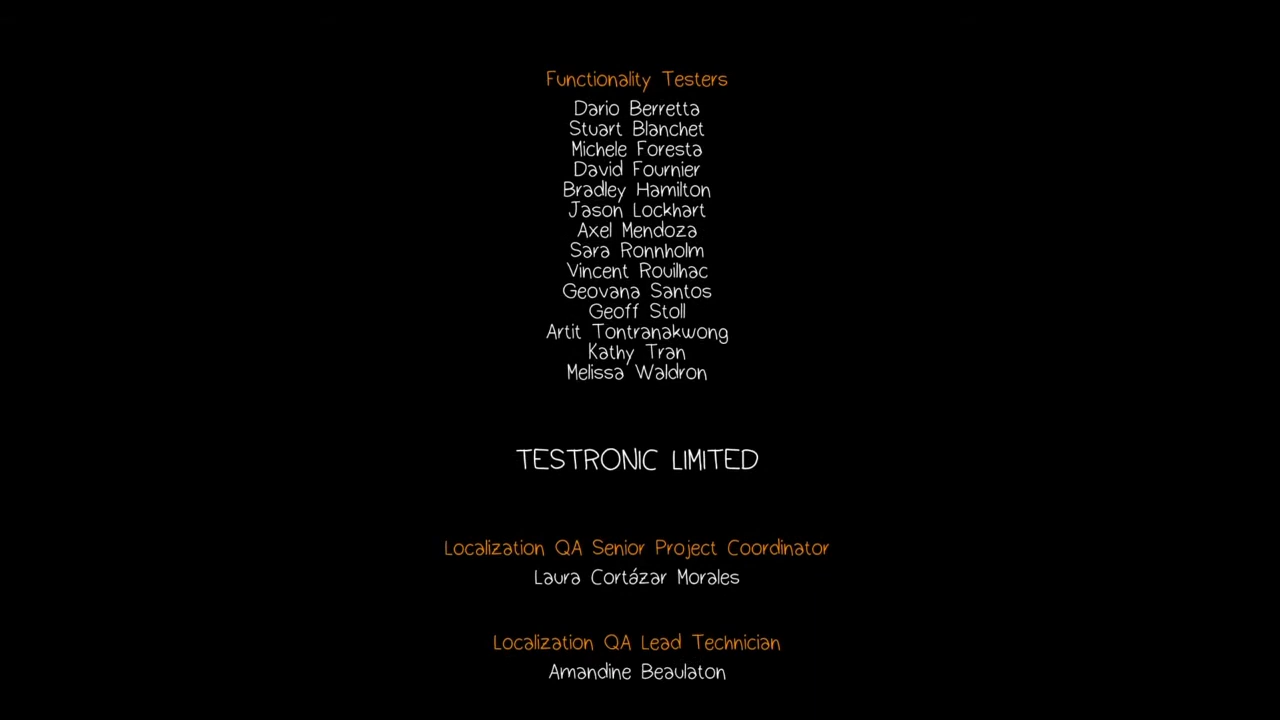 Functionality Testers
Dario Berretta
Stuart Blanchet
Michele Foresta
David Fournier
Bradley Hamilton
Jason Lockhart
Axel Mendoza
Sara Ronnholm
Vincent Rouilhac
Geovana Santos
Geoff Stoll
Artit Tontranakwong
Kathy Tran
Melissa Waldron
TESTRONIC LIMITED
Localization QA Senior Project Coordinator
Laura Cortázar Morales
Localization QA Lead Technician
Amandine Beaulaton